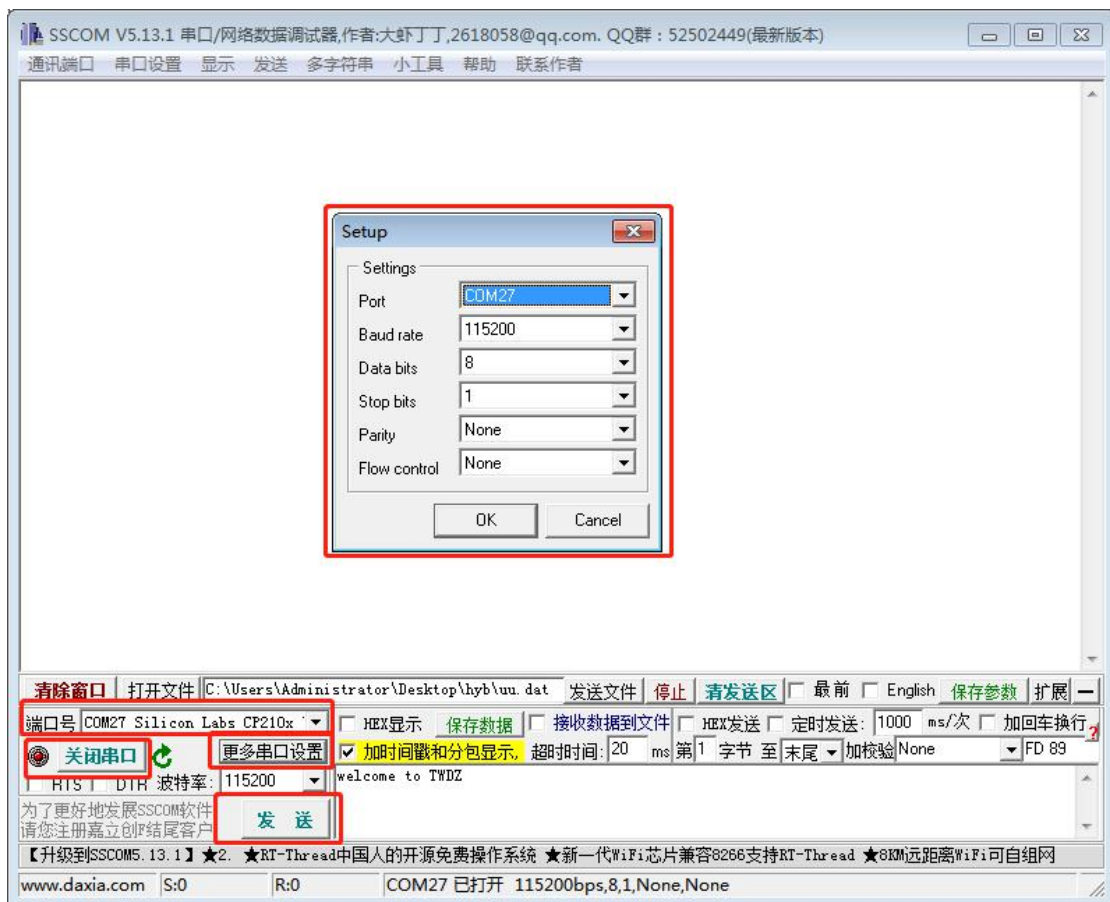 SSCOM V5.13.1 串口/网络数据调试器,作者:大虾丁丁,2618058@qq.com. QQ群：52502449(最新版本)
通讯端口 串口设置 显示 发送 多字符串 小工具 帮助 联系作者
Setup
Settings
Port COM27
Baud rate 115200
Data bits 8
Stop bits 1
Parity None
Flow control None
OK Cancel
清除窗口 打开文件 C:\Users\Administrator\Desktop\hyb\uu.dat 发送文件 停止 清发送区 最前 English 保存参数 扩展 —
端口号 COM27 Silicon Labs CP210x HEX显示 保存数据 接收数据到文件 HEX发送 定时发送: 1000 ms/次 加回车换行
关闭串口 更多串口设置 加时间戳和分包显示, 超时时间: 20 ms 第1 字节 至 末尾 加校验 None FD 89
RTS DTR 波特率: 115200 welcome to TWDZ
为了更好地发展SSCOM软件
请您注册嘉立创F结尾客户
发 送
【升级到SSCOM5.13.1】★2. ★RT-Thread中国人的开源免费操作系统 ★新一代WiFi芯片兼容8266支持RT-Thread ★8KM远距离WiFi可自组网
www.daxia.com S:0 R:0 COM27 已打开 115200bps,8,1,None,None